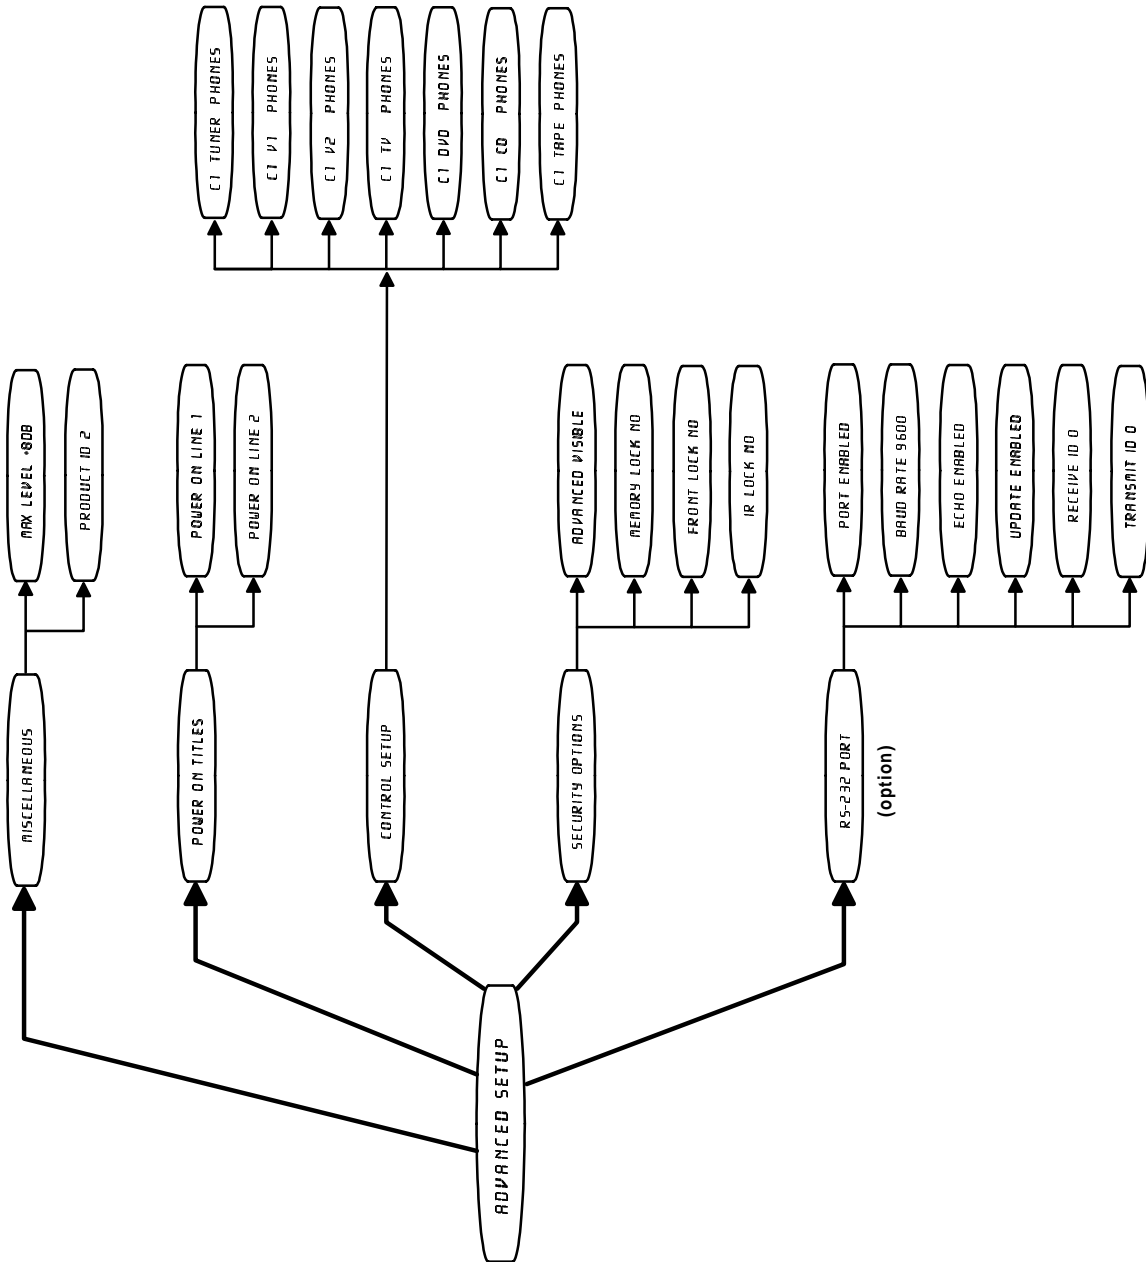 ADVANCED SETUP
MISCELLANEOUS
MAX LEVEL +80B
PRODUCT ID 2
POWER ON TITLES
POWER ON LINE 1
POWER ON LINE 2
CONTROL SETUP
C1 TUNER PHONES
C1 V1 PHONES
C1 V2 PHONES
C1 TV PHONES
C1 DVD PHONES
C1 CD PHONES
C1 TAPE PHONES
SECURITY OPTIONS
ADVANCED VISIBLE
MEMORY LOCK NO
FRONT LOCK NO
IR LOCK NO
RS-232 PORT
(option)
PORT ENABLED
BAUD RATE 9600
ECHO ENABLED
UPDATE ENABLED
RECEIVE ID 0
TRANSMIT ID 0